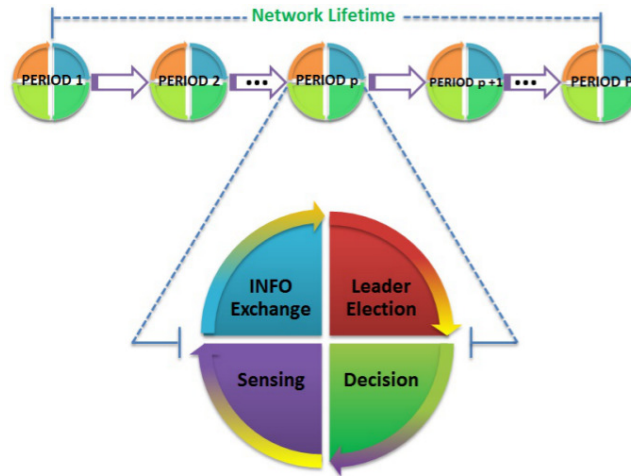 Network Lifetime
PERIOD 1
PERIOD 2
...
PERIOD p
PERIOD p +1
...
PERIOD P
INFO
Exchange
Leader
Election
Sensing
Decision